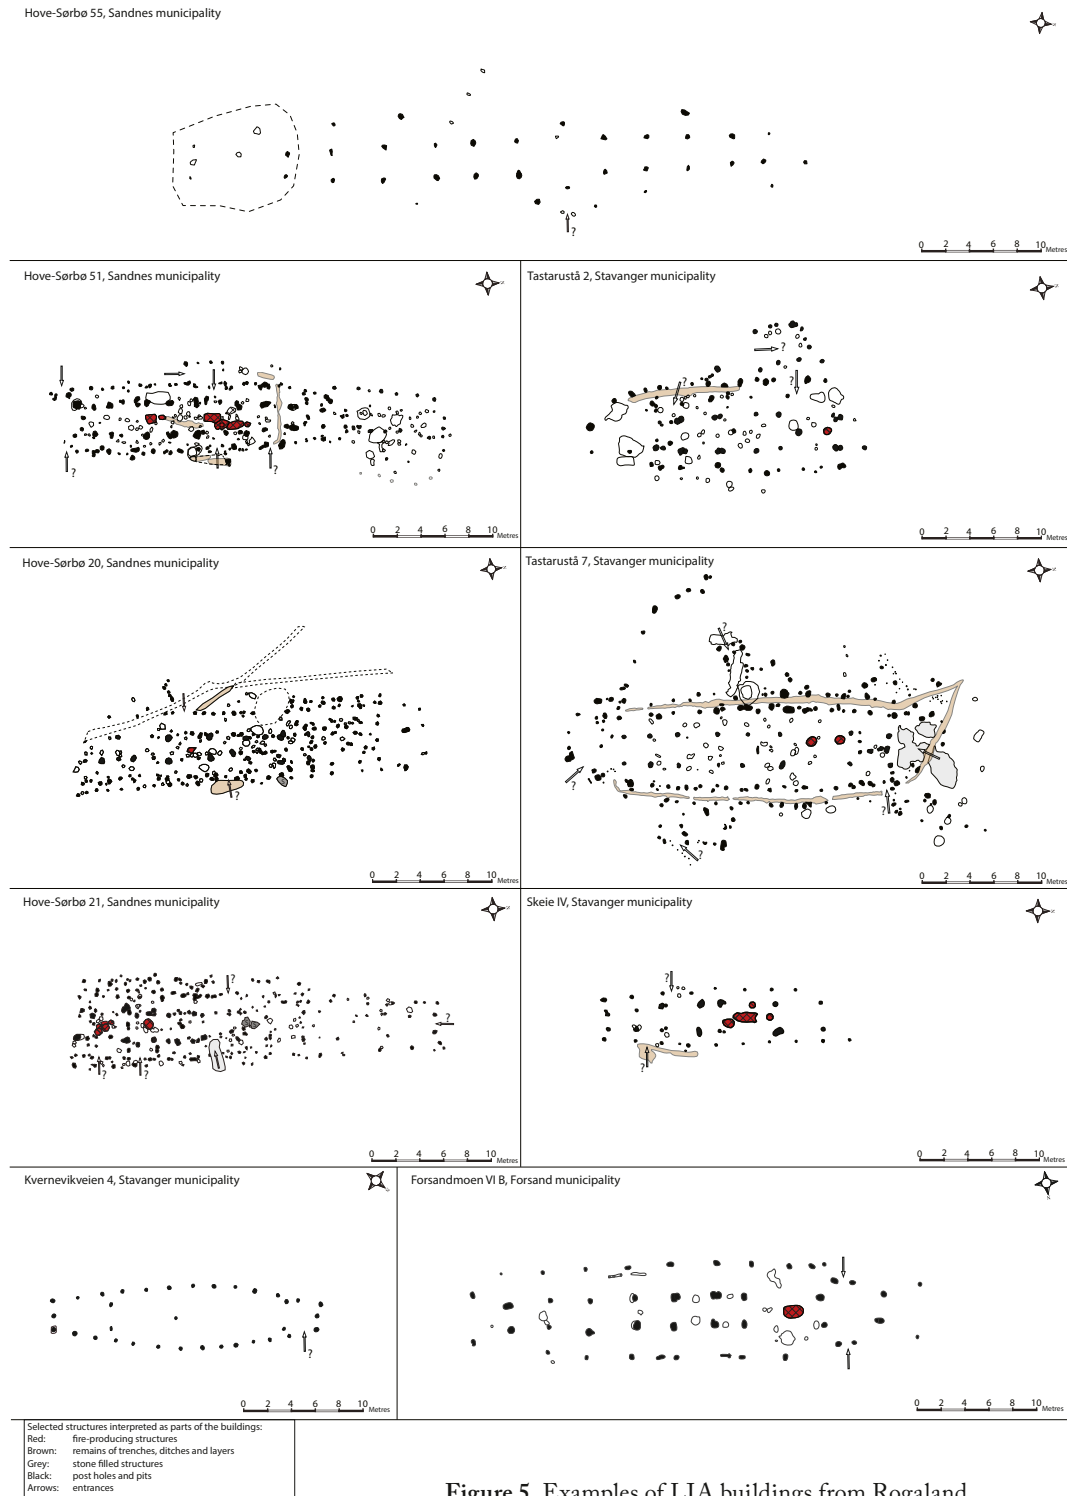 Hove-Sørbø 55, Sandnes municipality
?
0 2 4 6 8 10 Metres
Hove-Sørbø 51, Sandnes municipality
? ?
0 2 4 6 8 10 Metres
Tastarustå 2, Stavanger municipality
? ? ?
0 2 4 6 8 10 Metres
Hove-Sørbø 20, Sandnes municipality
?
0 2 4 6 8 10 Metres
Tastarustå 7, Stavanger municipality
?
? ?
?
0 2 4 6 8 10 Metres
Hove-Sørbø 21, Sandnes municipality
?
?
? ?
0 2 4 6 8 10 Metres
Skeie IV, Stavanger municipality
?
?
0 2 4 6 8 10 Metres
Kvernevikveien 4, Stavanger municipality
?
0 2 4 6 8 10 Metres
Forsandmoen VI B, Forsand municipality
0 2 4 6 8 10 Metres
Selected structures interpreted as parts of the buildings:
Red: fire-producing structures
Brown: remains of trenches, ditches and layers
Grey: stone filled structures
Black: post holes and pits
Arrows: entrances
Figure 5. Examples of LIA buildings from Rogaland